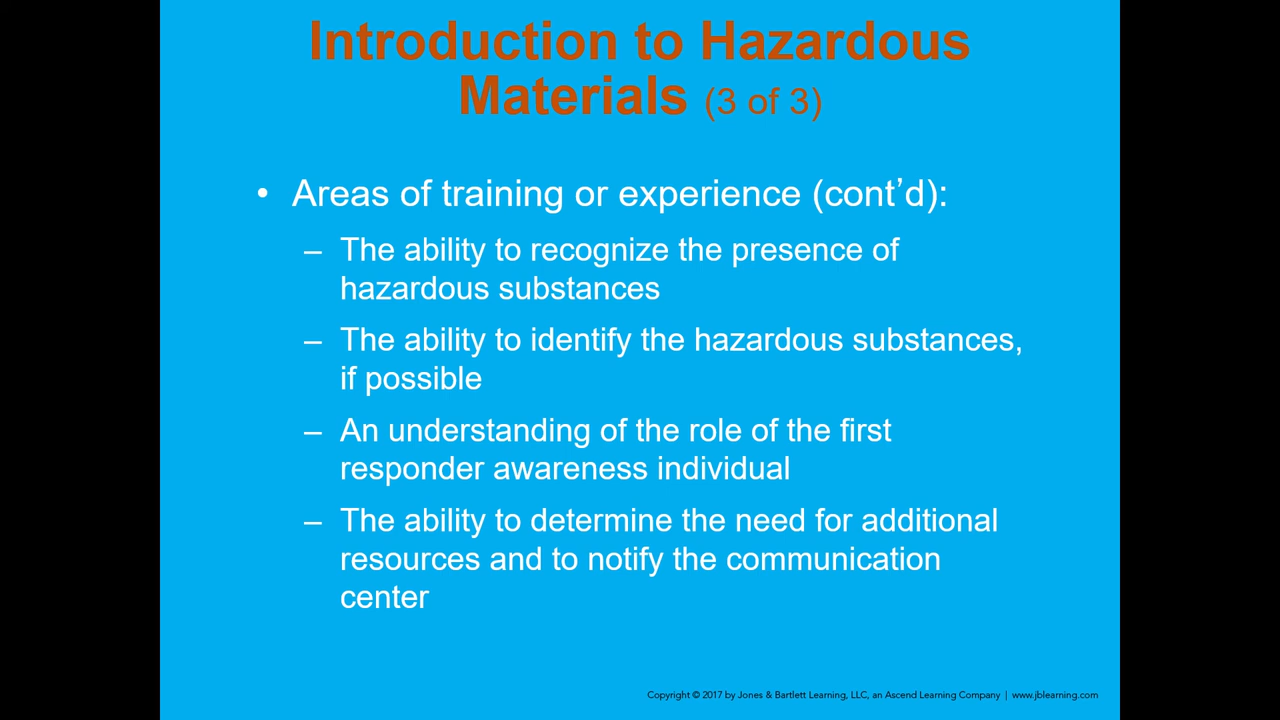 Introduction to Hazardous
Materials (3 of 3)
• Areas of training or experience (cont’d):
– The ability to recognize the presence of
hazardous substances
– The ability to identify the hazardous substances,
if possible
– An understanding of the role of the first
responder awareness individual
– The ability to determine the need for additional
resources and to notify the communication
center
Copyright © 2017 by Jones & Bartlett Learning, LLC, an Ascend Learning Company | www.jblearning.com